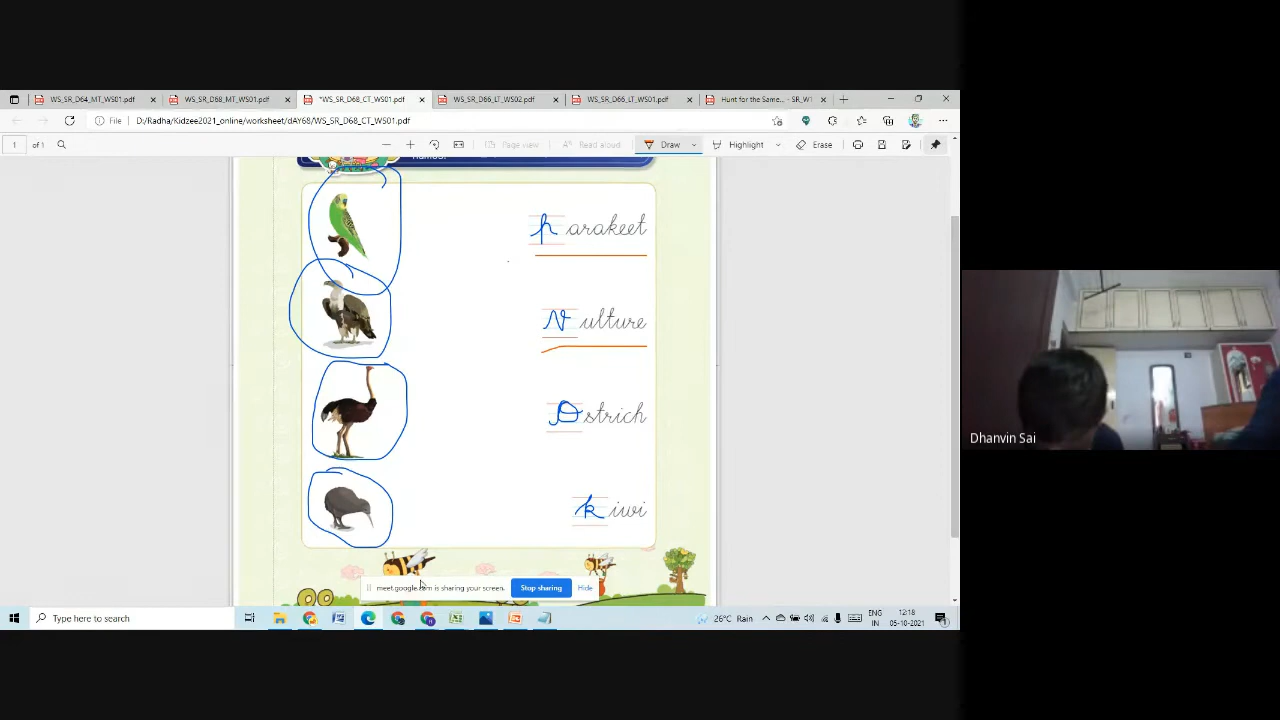 WS_SR_D64_MT_WS01.pdf
WS_SR_D68_MT_WS01.pdf
*WS_SR_D68_CT_WS01.pdf
WS_SR_D66_LT_WS02.pdf
WS_SR_D66_LT_WS01.pdf
Hunt for the Same... - SR_W1
File
D:/Radha/Kidzee2021_online/worksheet/dAY68/WS_SR_D68_CT_WS01.pdf
1 of 1
Page view
Read aloud
Draw
Highlight
Erase
parakeet
Vulture
Ostrich
kiwi
Dhanvin Sai
meet.google.com is sharing your screen.
Stop sharing
Hide
Type here to search
26°C Rain
ENG
IN
12:18
05-10-2021